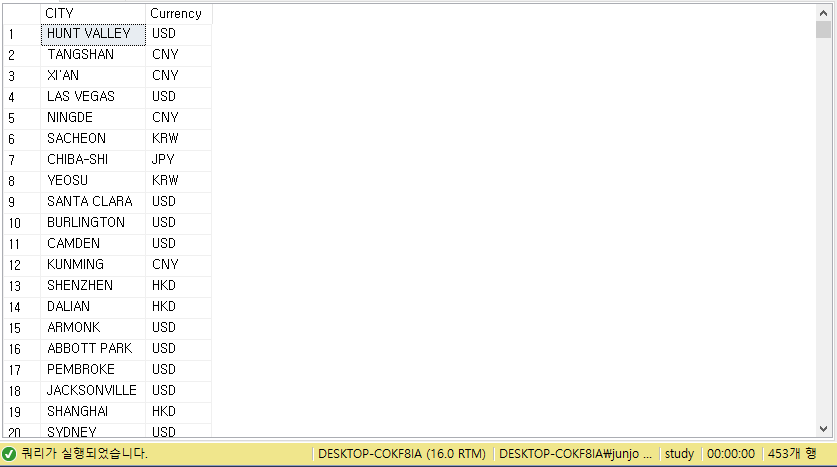 CITY Currency
1 HUNT VALLEY USD
2 TANGSHAN CNY
3 XI'AN CNY
4 LAS VEGAS USD
5 NINGDE CNY
6 SACHEON KRW
7 CHIBA-SHI JPY
8 YEOSU KRW
9 SANTA CLARA USD
10 BURLINGTON USD
11 CAMDEN USD
12 KUNMING CNY
13 SHENZHEN HKD
14 DALIAN HKD
15 ARMONK USD
16 ABBOTT PARK USD
17 PEMBROKE USD
18 JACKSONVILLE USD
19 SHANGHAI HKD
20 SYDNEY USD
쿼리가 실행되었습니다. DESKTOP-COKF8IA (16.0 RTM) DESKTOP-COKF8IA₩junjo ... study 00:00:00 453개 행